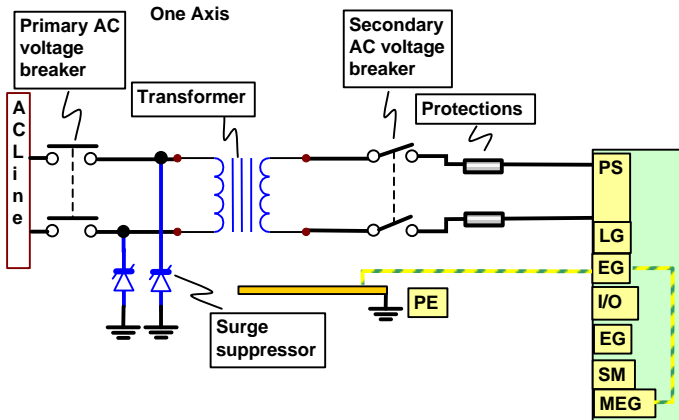 One Axis
Primary AC
voltage
breaker
Secondary
AC voltage
breaker
Transformer
Protections
A
C
L
i
n
e
PS
LG
EG
PE
I/O
EG
SM
MEG
Surge
suppressor